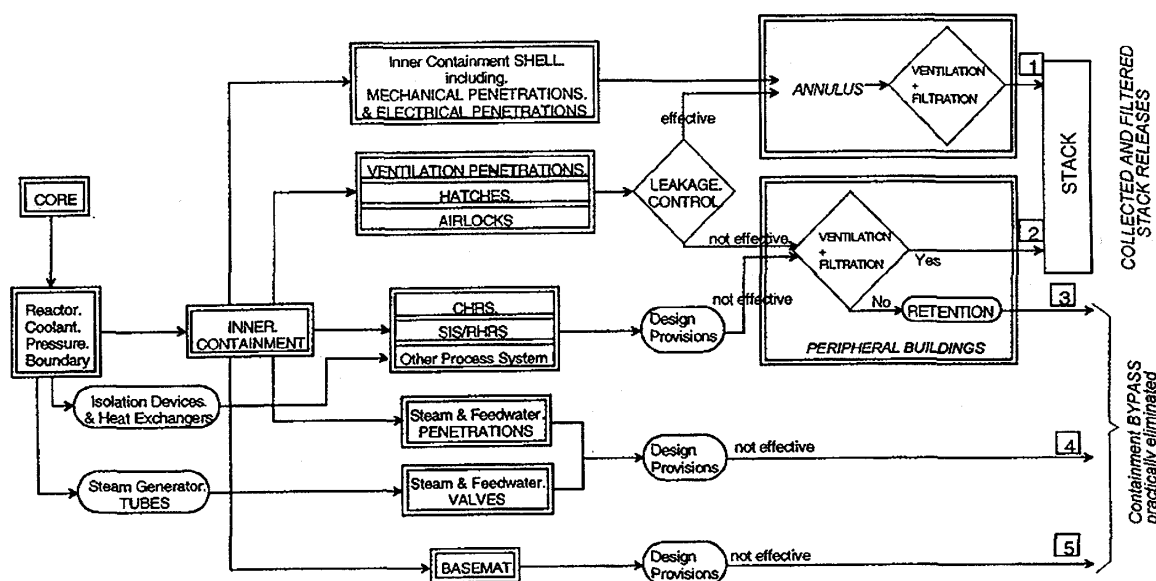 Inner Containment SHELL.
including.
MECHANICAL PENETRATIONS.
& ELECTRICAL PENETRATIONS
effective
ANNULUS
VENTILATION
+
FILTRATION
1
STACK
COLLECTED AND FILTERED
STACK RELEASES
CORE
VENTILATION PENETRATIONS.
HATCHES.
AIRLOCKS
LEAKAGE.
CONTROL.
not effective
VENTILATION
+
FILTRATION
Yes
2
No
RETENTION
3
PERIPHERAL BUILDINGS
Reactor.
Coolant.
Pressure.
Boundary
INNER.
CONTAINMENT
CHRS.
SIS/RHRS
Other Process System
Design
Provisions
not effective
Isolation Devices.
& Heat Exchangers
Steam & Feedwater.
PENETRATIONS
Steam Generator.
TUBES
Steam & Feedwater.
VALVES
Design
Provisions
not effective
4
BASEMAT
Design
Provisions
not effective
5
Containment BYPASS
practically eliminated